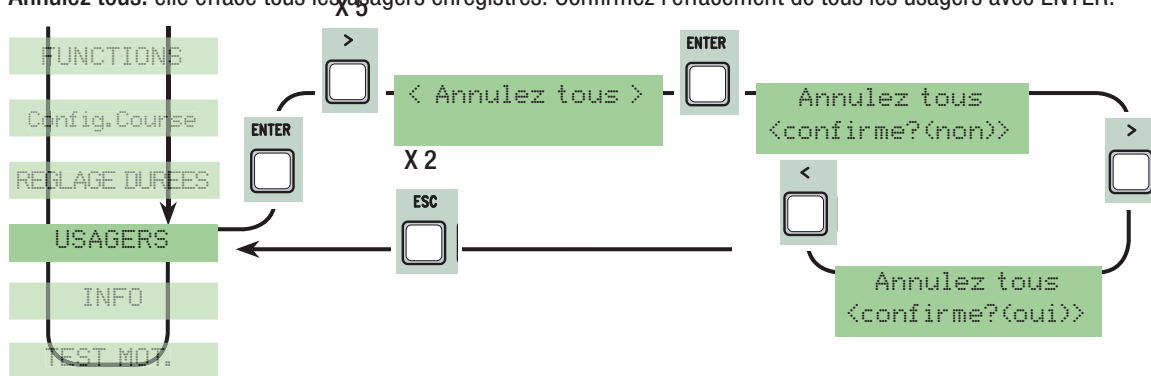 Annulez tous: elle efface tous les usagers enregistrés. Confirmez l'effacement de tous les usagers avec ENTER.
X 5
FUNCTIONS
>
ENTER
< Annulez tous >
Annulez tous
<confirme?(non)>
Config.Course
ENTER
>
X 2
<
REGLAGE DUREES
ESC
USAGERS
Annulez tous
<confirme?(oui)>
INFO
TEST MOT.